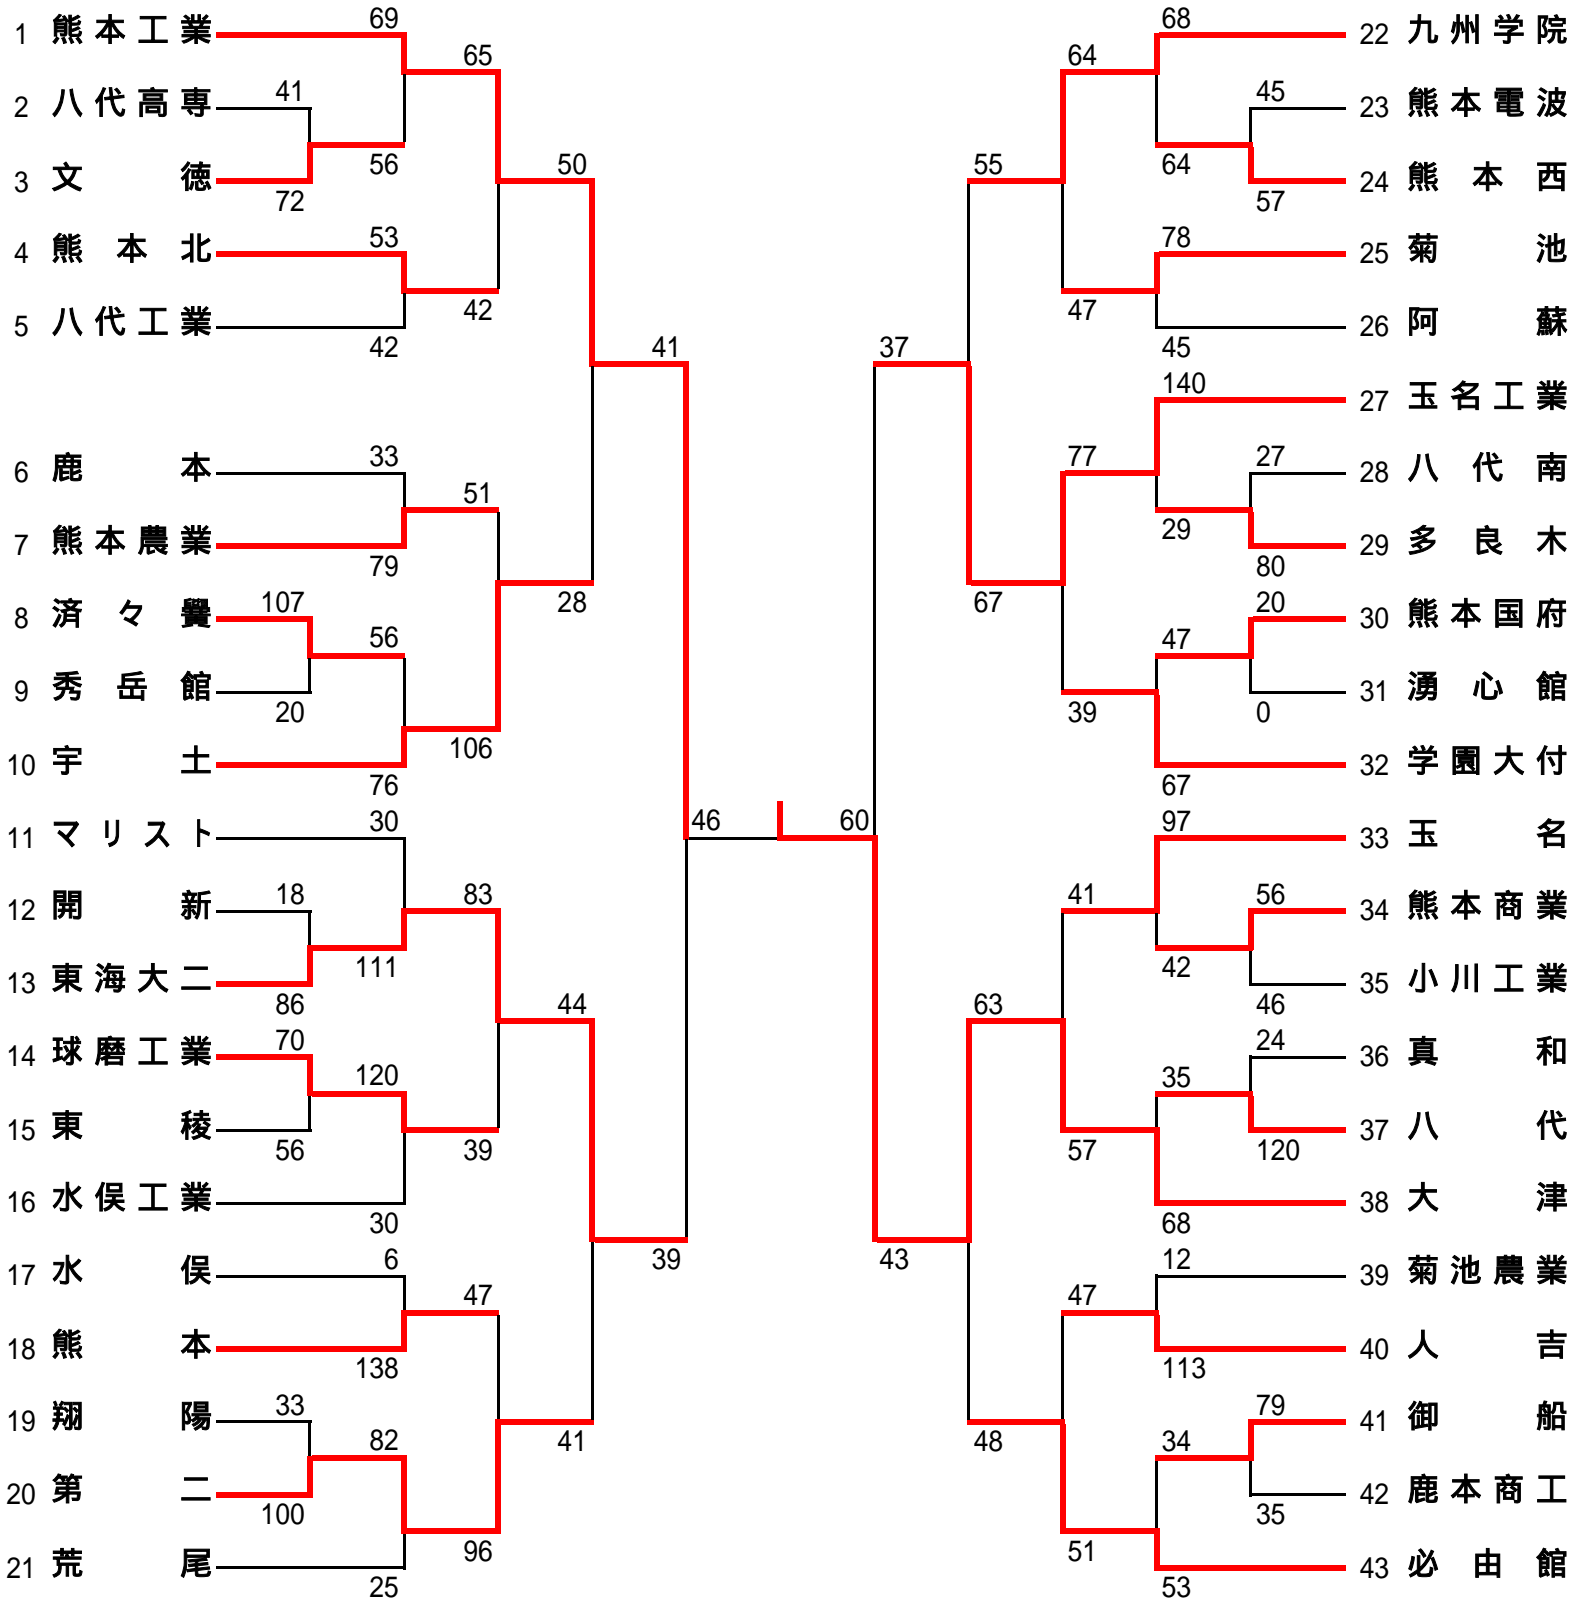 1 熊本工業 69
65
2 八代高専 41
56
3 文徳 72
50
4 熊本北 53
42
5 八代工業 42
41
6 鹿本 33
51
7 熊本農業 79
28
8 済々黌 107
56
9 秀岳館 20
106
10 宇土 76
46
11 マリスト 30
12 開新 18
83
111
13 東海大二 86
44
14 球磨工業 70
120
15 東稜 56
39
16 水俣工業 30
39
17 水俣 6
47
18 熊本 138
41
19 翔陽 33
82
20 第二 100
96
21 荒尾 25
68 22 九州学院
64
45 23 熊本電波
64
57 24 熊本西
55
78 25 菊池
47
45 26 阿蘇
37
140 27 玉名工業
77
27 28 八代南
29
80 29 多良木
67
20 30 熊本国府
47
0 31 湧心館
39
67 32 学園大付
60
97 33 玉名
41
56 34 熊本商業
42
46 35 小川工業
63
24 36 真和
35
120 37 八代
57
68 38 大津
43
12 39 菊池農業
47
113 40 人吉
48
79 41 御船
34
35 42 鹿本商工
51
53 43 必由館